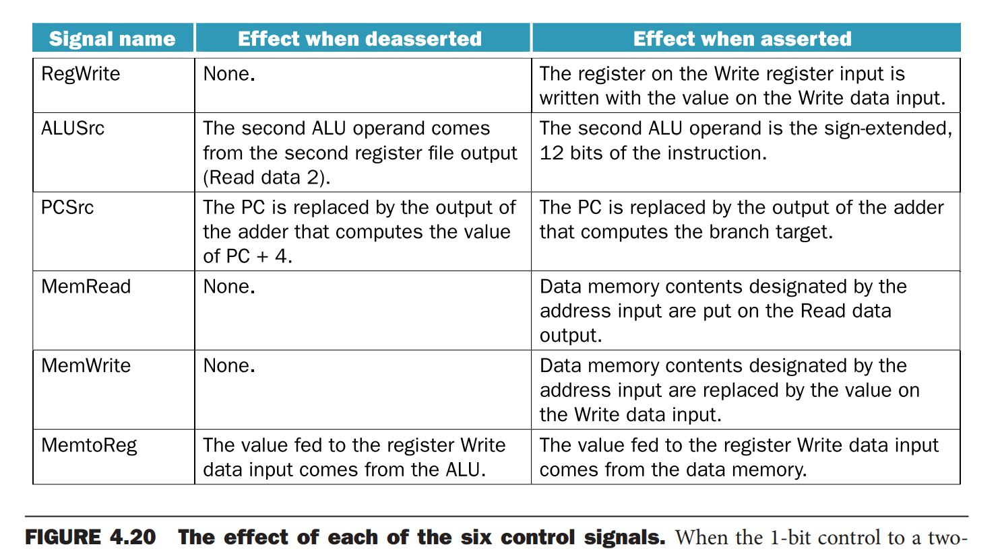 Signal name Effect when deasserted Effect when asserted
RegWrite None. The register on the Write register input is
written with the value on the Write data input.
ALUSrc The second ALU operand comes The second ALU operand is the sign-extended,
from the second register file output 12 bits of the instruction.
(Read data 2).
PCSrc The PC is replaced by the output of The PC is replaced by the output of the adder
the adder that computes the value that computes the branch target.
of PC + 4.
MemRead None. Data memory contents designated by the
address input are put on the Read data
output.
MemWrite None. Data memory contents designated by the
address input are replaced by the value on
the Write data input.
MemtoReg The value fed to the register Write The value fed to the register Write data input
data input comes from the ALU. comes from the data memory.
FIGURE 4.20 The effect of each of the six control signals. When the 1-bit control to a two-